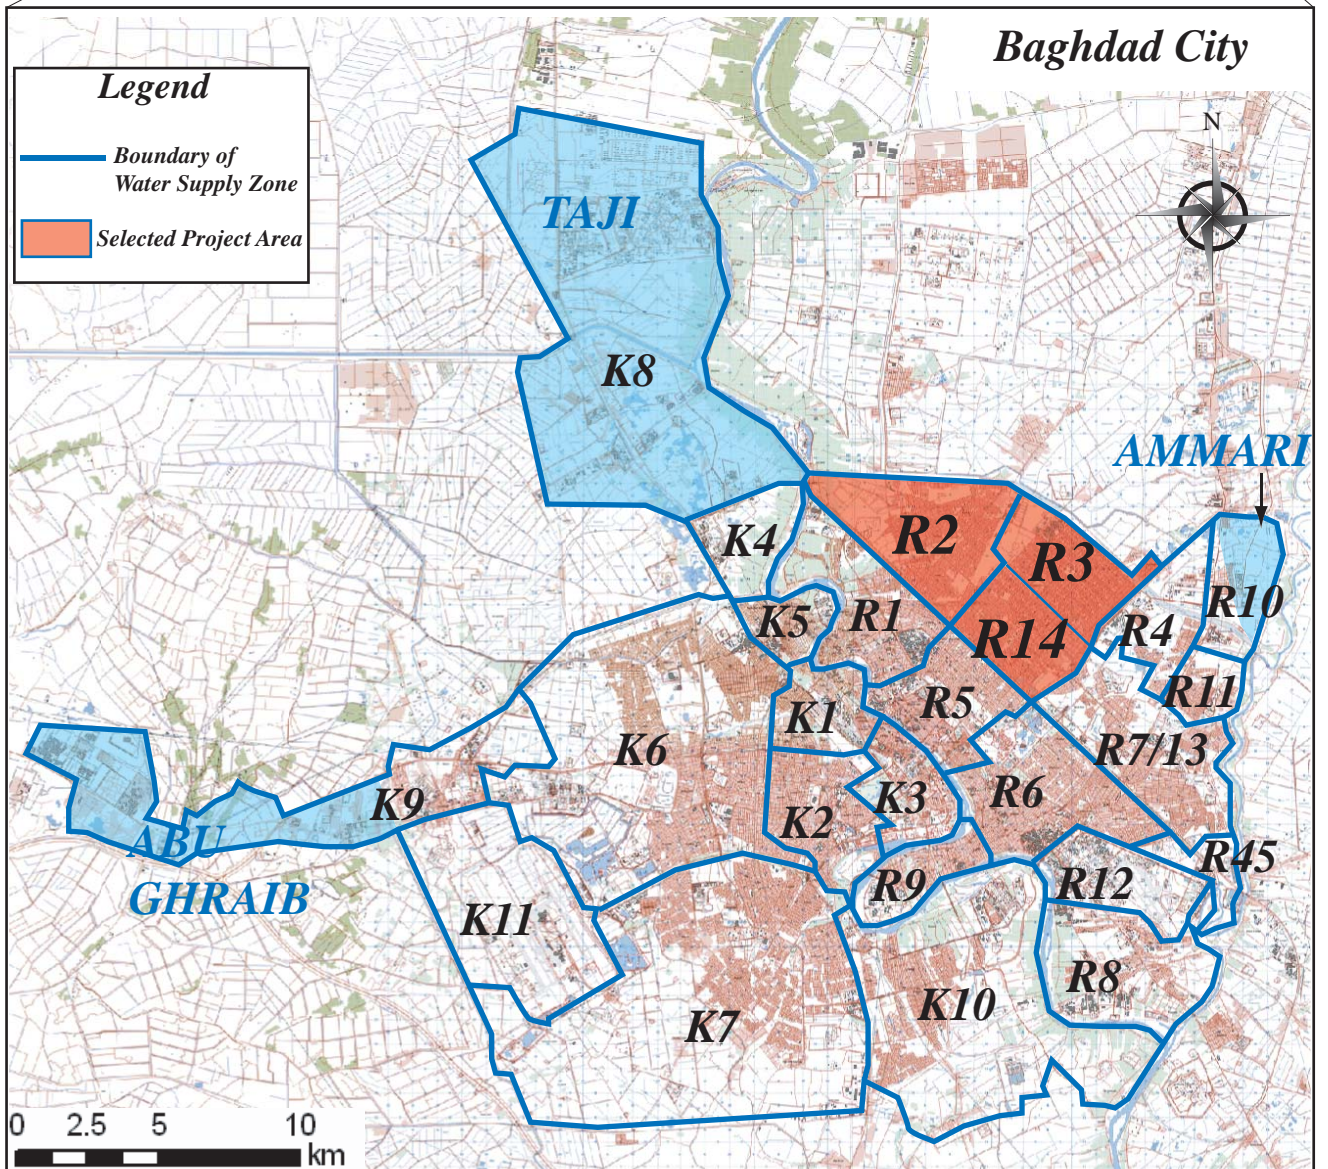 Baghdad City
Legend
Boundary of
Water Supply Zone
Selected Project Area
N
TAJI
K8
AMMARI
K4
R2
R3
R10
K5
R1
R14
R4
R11
K1
R5
K6
R7/13
K9
K2
K3
R6
ABU
GHRAIB
R9
R12
R45
K11
R8
K7
K10
0 2.5 5 10
km